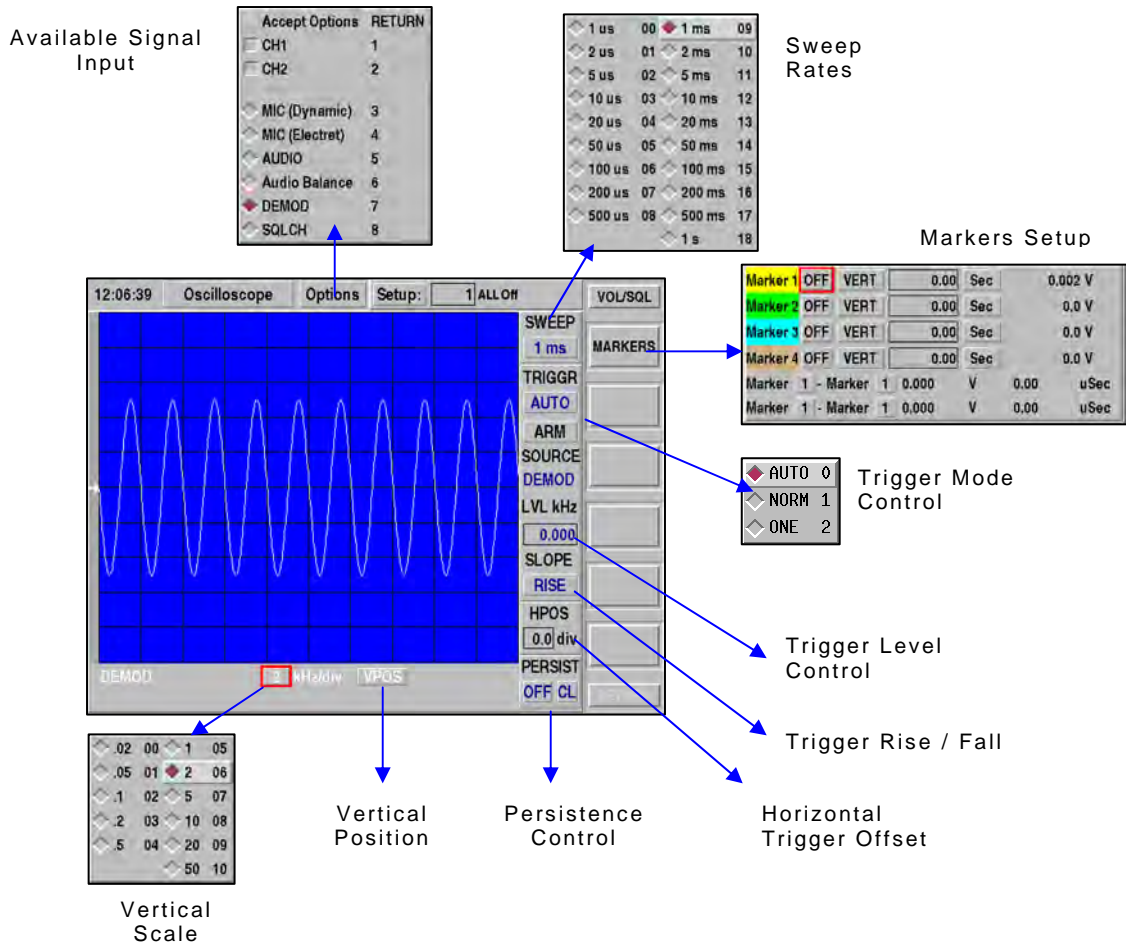 Available Signal
Input
Accept Options RETURN
CH1 1
CH2 2
MIC (Dynamic) 3
MIC (Electret) 4
AUDIO 5
Audio Balance 6
DEMOD 7
SQLCH 8
1 us 00 1 ms 09
2 us 01 2 ms 10
5 us 02 5 ms 11
10 us 03 10 ms 12
20 us 04 20 ms 13
50 us 05 50 ms 14
100 us 06 100 ms 15
200 us 07 200 ms 16
500 us 08 500 ms 17
1 s 18
Sweep
Rates
Markers Setup
Marker 1 OFF VERT 0.00 Sec 0.002 V
Marker 2 OFF VERT 0.00 Sec 0.0 V
Marker 3 OFF VERT 0.00 Sec 0.0 V
Marker 4 OFF VERT 0.00 Sec 0.0 V
Marker 1 - Marker 1 0.000 V 0.00 uSec
Marker 1 - Marker 1 0.000 V 0.00 uSec
12:06:39 Oscilloscope Options Setup: 1 ALL Off VOL/SQL
SWEEP
1 ms
MARKERS
TRIGGR
AUTO
ARM
SOURCE
DEMOD
LVL kHz
0.000
SLOPE
RISE
HPOS
0.0 div
PERSIST
OFF CL
DEMOD 2 kHz/div VPOS
AUTO 0
NORM 1
ONE 2
Trigger Mode
Control
Trigger Level
Control
Trigger Rise / Fall
Horizontal
Trigger Offset
Persistence
Control
Vertical
Position
.02 00 1 05
.05 01 2 06
.1 02 5 07
.2 03 10 08
.5 04 20 09
50 10
Vertical
Scale